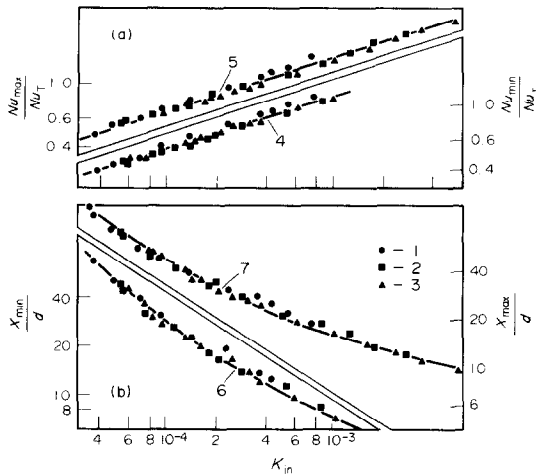 (a)
Nu_max / Nu_T
1.0
0.6
0.4
5
4
Nu_min / Nu_T
1.0
0.6
0.4
(b)
X_min / d
40
20
10
8
7
6
● – 1
■ – 2
▲ – 3
X_max / d
40
20
10
6
4 6 8 10⁻⁴ 2 4 6 8 10⁻³
K_in